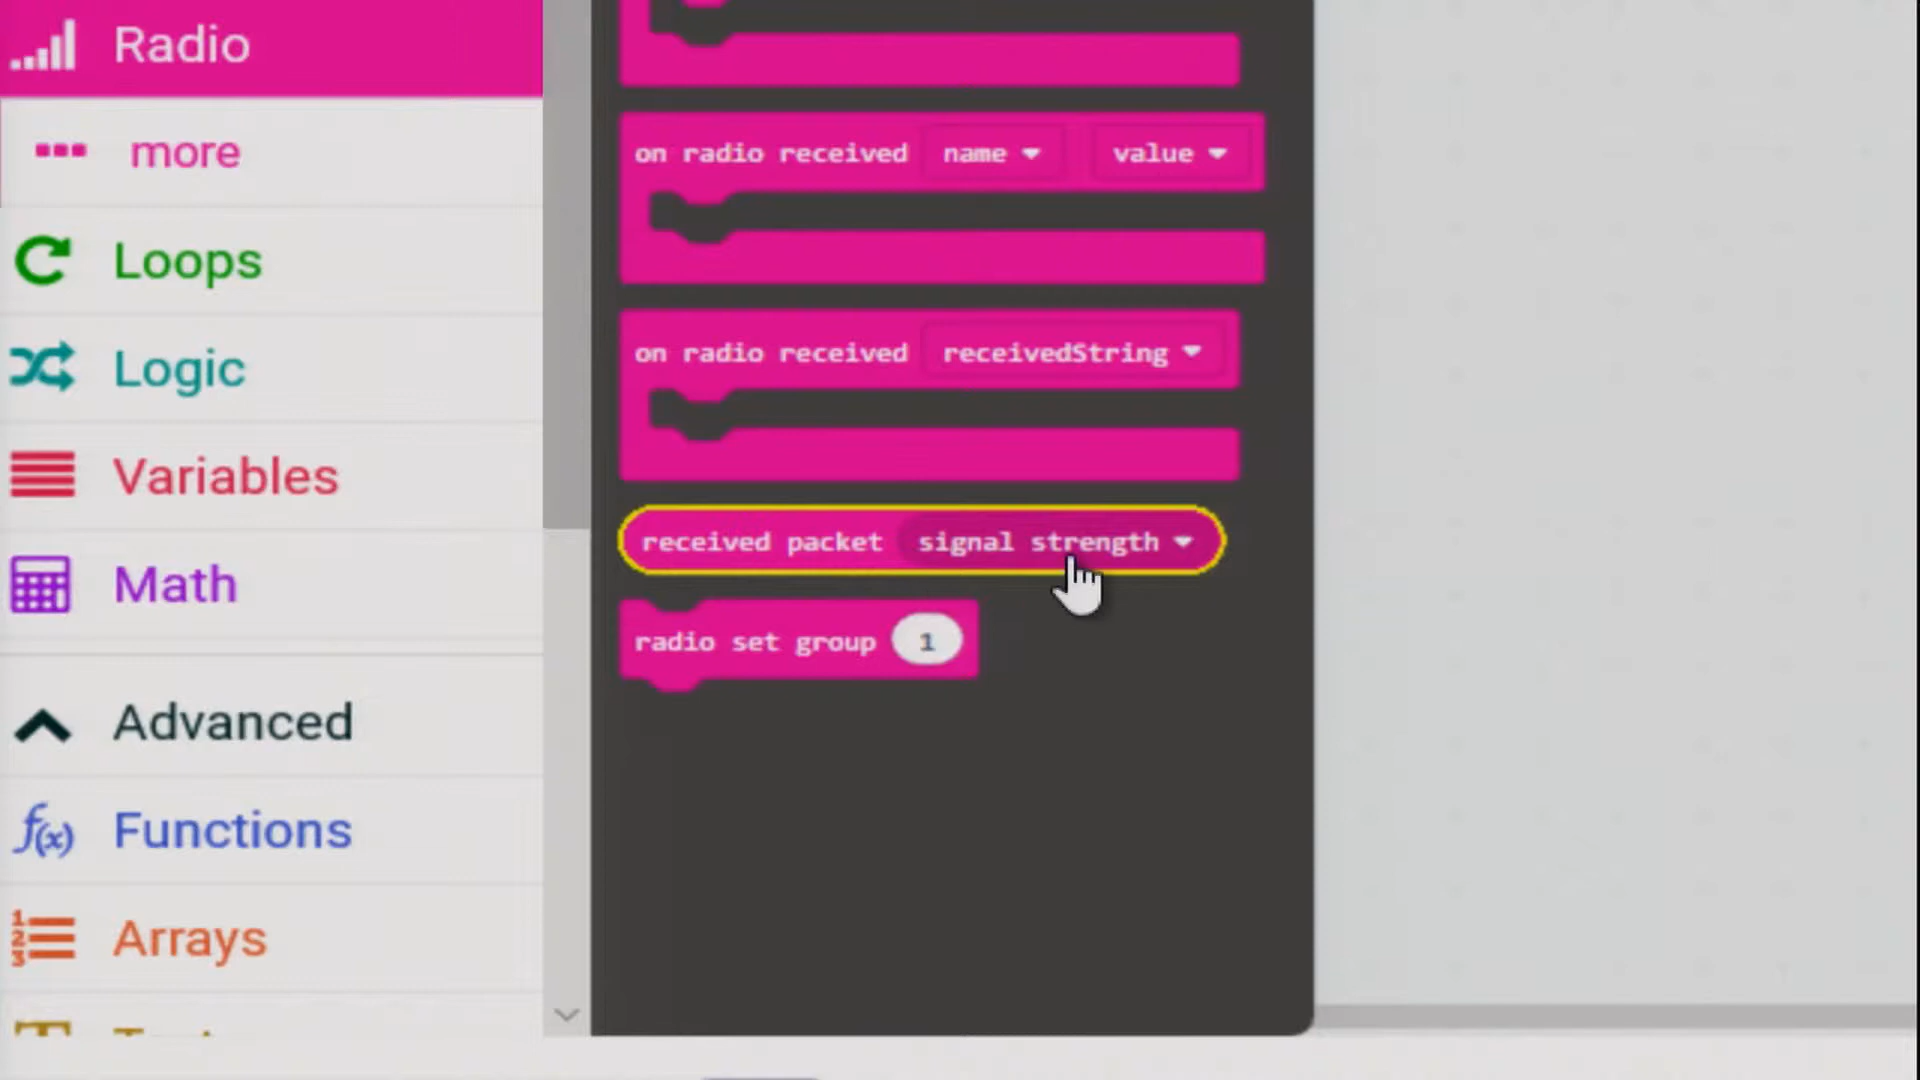 Radio
more
Loops
Logic
Variables
Math
Advanced
Functions
Arrays
on radio received name value
on radio received receivedString
received packet signal strength
radio set group 1